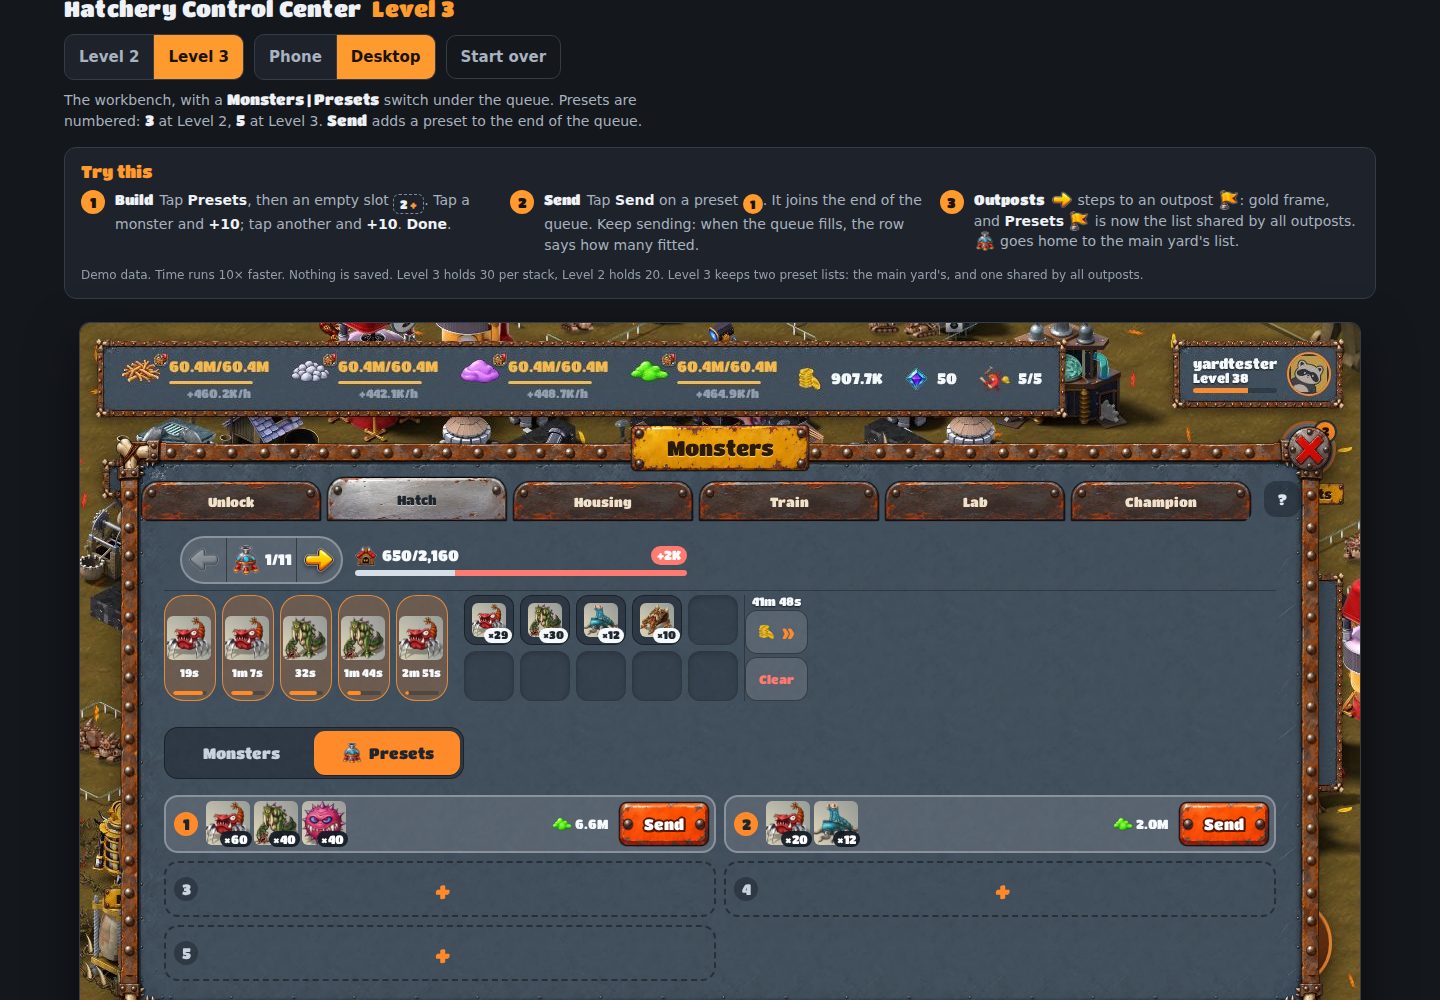 Hatchery Control Center Level 3
Level 2 Level 3 Phone Desktop Start over
The workbench, with a Monsters | Presets switch under the queue. Presets are
numbered: 3 at Level 2, 5 at Level 3. Send adds a preset to the end of the queue.
Try this
1 Build Tap Presets, then an empty slot 2+. Tap a
monster and +10; tap another and +10. Done.
2 Send Tap Send on a preset 1. It joins the end of the
queue. Keep sending: when the queue fills, the row
says how many fitted.
3 Outposts steps to an outpost : gold frame,
and Presets is now the list shared by all outposts.
goes home to the main yard's list.
Demo data. Time runs 10× faster. Nothing is saved. Level 3 holds 30 per stack, Level 2 holds 20. Level 3 keeps two preset lists: the main yard's, and one shared by all outposts.
60.4M/60.4M 60.4M/60.4M 60.4M/60.4M 60.4M/60.4M 907.7K 50 5/5
+460.2K/h +442.1K/h +448.7K/h +464.9K/h
yardtester
Level 38
Monsters
Unlock Hatch Housing Train Lab Champion ?
1/11 650/2,160 +2K
19s 1m 7s 32s 1m 44s 2m 51s
×29 ×30 ×12 ×10
41m 48s
Clear
Monsters Presets
1 ×60 ×40 ×40 6.6M Send
2 ×20 ×12 2.0M Send
3 +
4 +
5 +